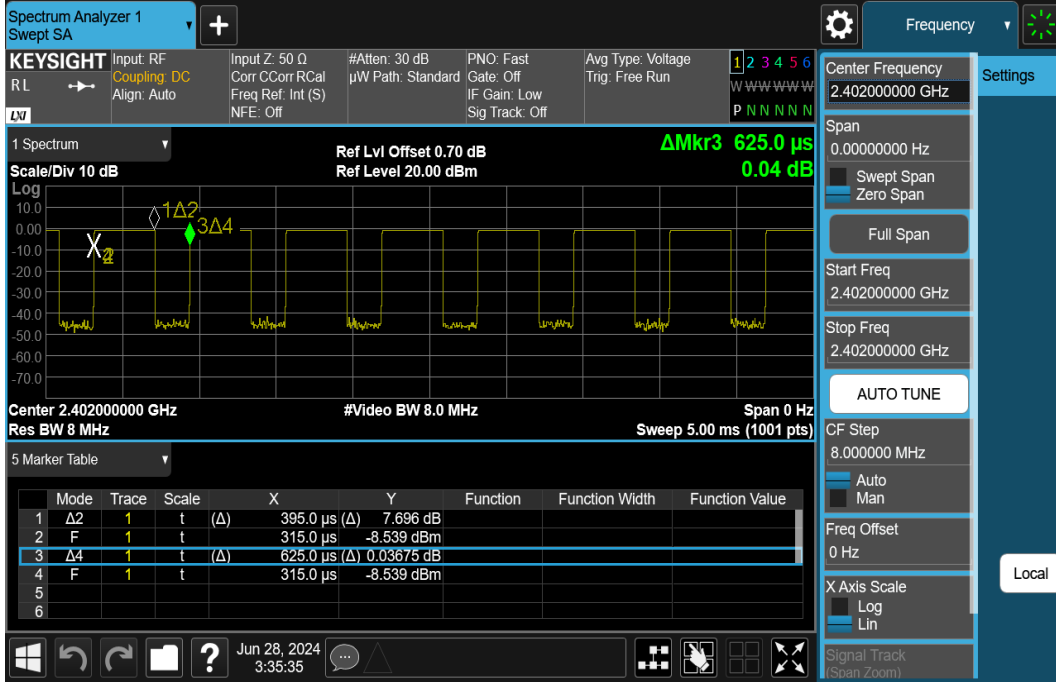 Spectrum Analyzer 1
Swept SA
Frequency
KEYSIGHT
RL
LXI
Input: RF
Coupling: DC
Align: Auto
Input Z: 50 Ω
Corr CCorr RCal
Freq Ref: Int (S)
NFE: Off
#Atten: 30 dB
µW Path: Standard
PNO: Fast
Gate: Off
IF Gain: Low
Sig Track: Off
Avg Type: Voltage
Trig: Free Run
1 2 3 4 5 6
W W W W W W
P N N N N N
1 Spectrum
Scale/Div 10 dB
Ref Lvl Offset 0.70 dB
Ref Level 20.00 dBm
ΔMkr3 625.0 µs
0.04 dB
Log
10.0
0.00
-10.0
-20.0
-30.0
-40.0
-50.0
-60.0
-70.0
1Δ2
3Δ4
Center 2.402000000 GHz
#Video BW 8.0 MHz
Span 0 Hz
Res BW 8 MHz
Sweep 5.00 ms (1001 pts)
5 Marker Table
Mode Trace Scale X Y Function Function Width Function Value
1 Δ2 1 t (Δ) 395.0 µs (Δ) 7.696 dB
2 F 1 t 315.0 µs -8.539 dBm
3 Δ4 1 t (Δ) 625.0 µs (Δ) 0.03675 dB
4 F 1 t 315.0 µs -8.539 dBm
5
6
Jun 28, 2024
3:35:35
Center Frequency
2.402000000 GHz
Settings
Span
0.00000000 Hz
Swept Span
Zero Span
Full Span
Start Freq
2.402000000 GHz
Stop Freq
2.402000000 GHz
AUTO TUNE
CF Step
8.000000 MHz
Auto
Man
Freq Offset
0 Hz
X Axis Scale
Log
Lin
Signal Track
(Span Zoom)
Local